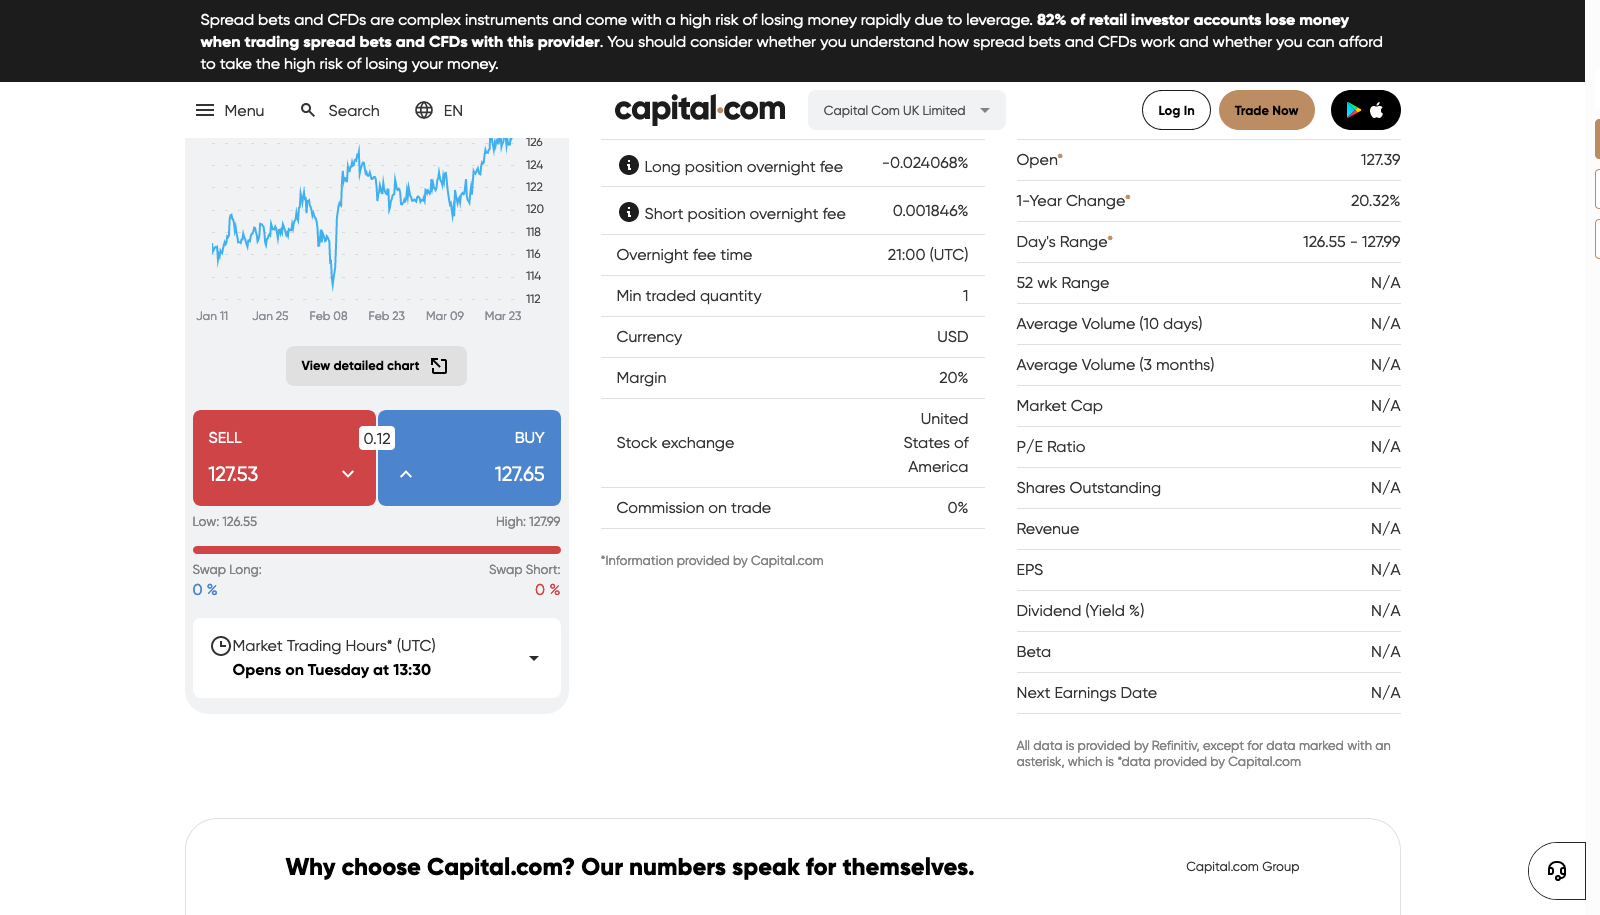 Spread bets and CFDs are complex instruments and come with a high risk of losing money rapidly due to leverage. 82% of retail investor accounts lose money
when trading spread bets and CFDs with this provider. You should consider whether you understand how spread bets and CFDs work and whether you can afford
to take the high risk of losing your money.
Menu
Search
EN
capital.com
Capital Com UK Limited
Log In
Trade Now
126
124
122
120
118
116
114
112
Jan 11 Jan 25 Feb 08 Feb 23 Mar 09 Mar 23
View detailed chart
SELL
127.53
0.12
BUY
127.65
Low: 126.55
High: 127.99
Swap Long:
0 %
Swap Short:
0 %
Market Trading Hours* (UTC)
Opens on Tuesday at 13:30
Long position overnight fee -0.024068%
Short position overnight fee 0.001846%
Overnight fee time 21:00 (UTC)
Min traded quantity 1
Currency USD
Margin 20%
Stock exchange
United
States of
America
Commission on trade 0%
*Information provided by Capital.com
Open* 127.39
1-Year Change* 20.32%
Day's Range* 126.55 - 127.99
52 wk Range N/A
Average Volume (10 days) N/A
Average Volume (3 months) N/A
Market Cap N/A
P/E Ratio N/A
Shares Outstanding N/A
Revenue N/A
EPS N/A
Dividend (Yield %) N/A
Beta N/A
Next Earnings Date N/A
All data is provided by Refinitiv, except for data marked with an
asterisk, which is *data provided by Capital.com
Why choose Capital.com? Our numbers speak for themselves.
Capital.com Group